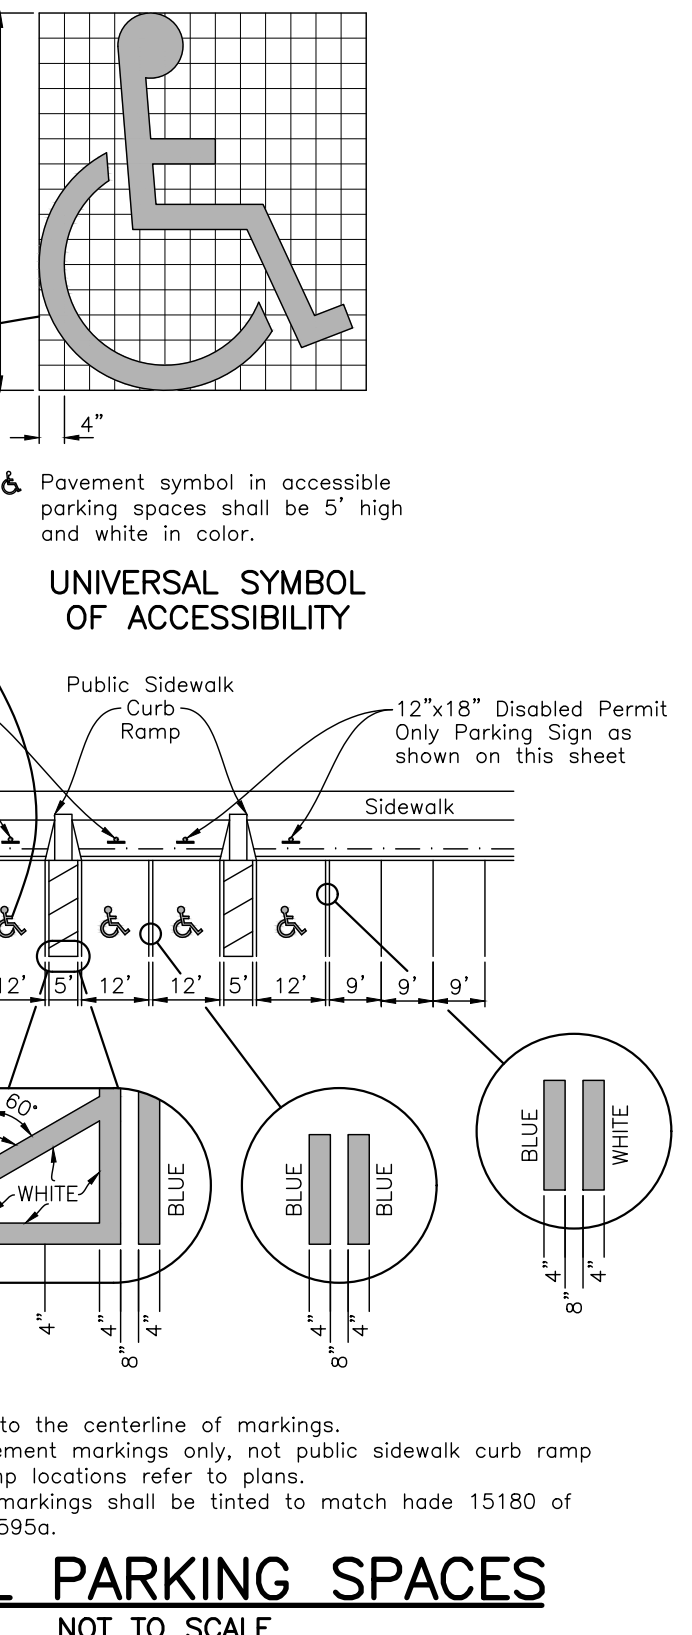 4"
Pavement symbol in accessible
parking spaces shall be 5' high
and white in color.
UNIVERSAL SYMBOL
OF ACCESSIBILITY
Public Sidewalk
Curb
Ramp
12"x18" Disabled Permit
Only Parking Sign as
shown on this sheet
Sidewalk
12' 5' 12' 12' 5' 12' 9' 9' 9'
60°
WHITE
BLUE
4" 4" 8" 4"
BLUE BLUE
4" 8" 4"
BLUE WHITE
4" 8" 4"
to the centerline of markings.
ement markings only, not public sidewalk curb ramp
mp locations refer to plans.
markings shall be tinted to match hade 15180 of
595a.
L PARKING SPACES
NOT TO SCALE